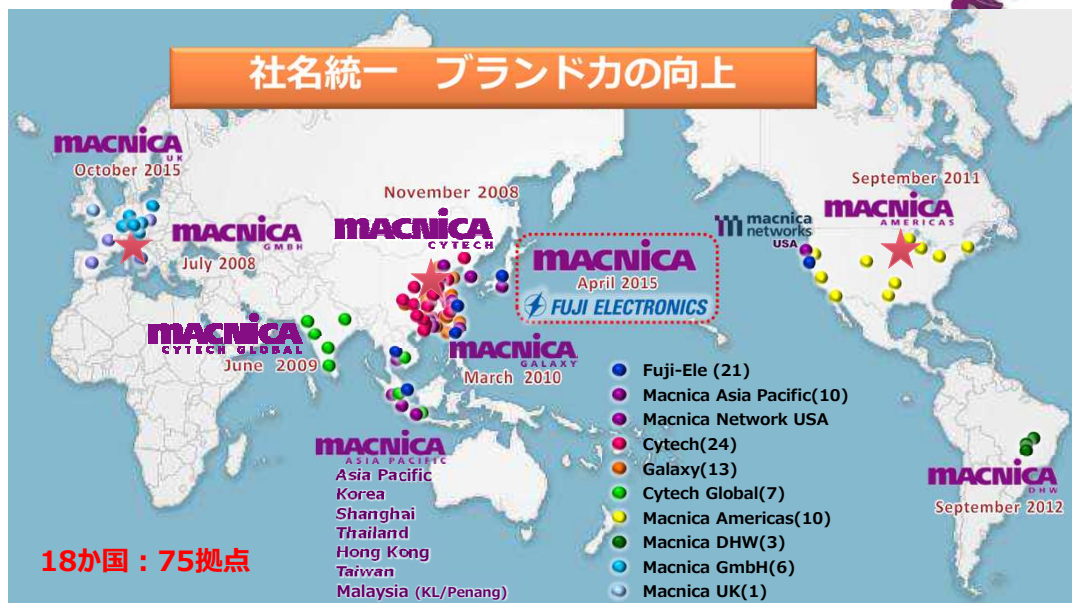 社名統一　ブランド力の向上
MACNICA
UK
October 2015
MACNICA
GMBH
July 2008
November 2008
MACNICA
CYTECH
MACNICA
April 2015
FUJI ELECTRONICS
macnica
networks
USA
September 2011
MACNICA
AMERICAS
MACNICA
CYTECH GLOBAL
June 2009
MACNICA
GALAXY
March 2010
MACNICA
ASIA PACIFIC
Asia Pacific
Korea
Shanghai
Thailand
Hong Kong
Taiwan
Malaysia (KL/Penang)
Fuji-Ele (21)
Macnica Asia Pacific(10)
Macnica Network USA
Cytech(24)
Galaxy(13)
Cytech Global(7)
Macnica Americas(10)
Macnica DHW(3)
Macnica GmbH(6)
Macnica UK(1)
MACNICA
DHW
September 2012
18か国：75拠点